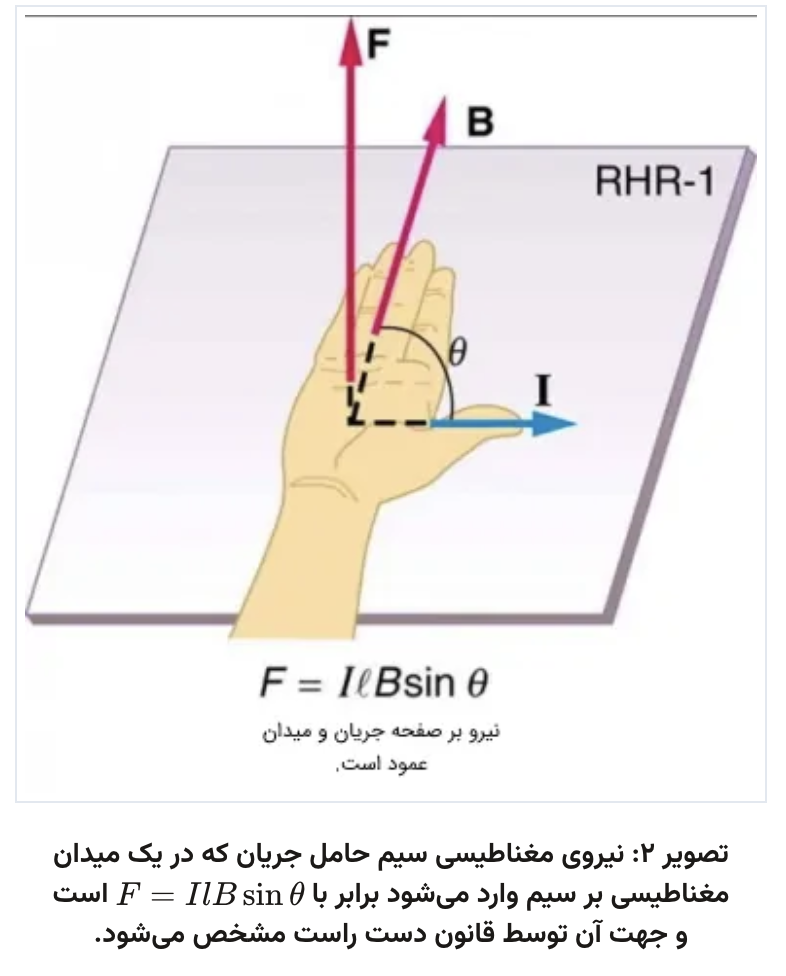 F
B
RHR-1
θ
I
F = IℓBsin θ
نیرو بر صفحه جریان و میدان
عمود است.
تصویر ۲: نیروی مغناطیسی سیم حامل جریان که در یک میدان
مغناطیسی بر سیم وارد می‌شود برابر با F = IlB sin θ است
و جهت آن توسط قانون دست راست مشخص می‌شود.